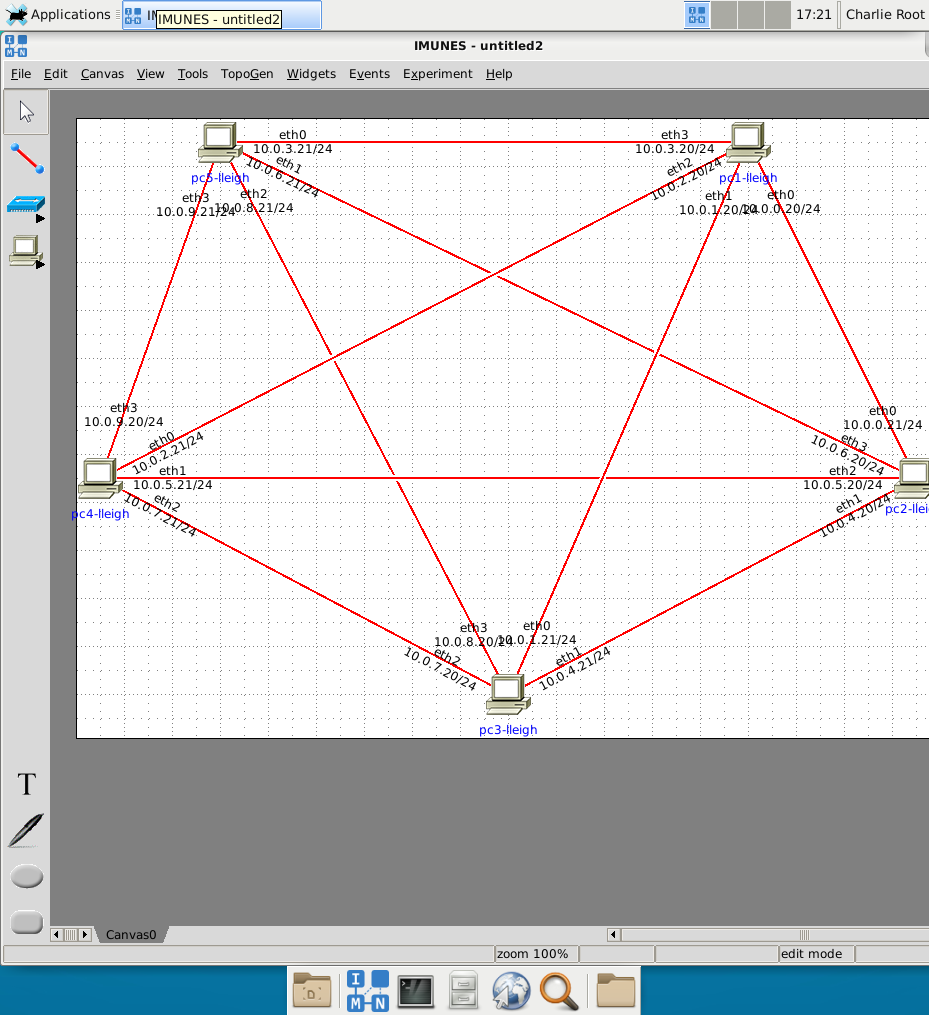 Applications
IMUNES - untitled2
17:21
Charlie Root
IMUNES - untitled2
File Edit Canvas View Tools TopoGen Widgets Events Experiment Help
eth0
10.0.3.21/24
eth3
10.0.3.20/24
eth1
10.0.6.21/24
eth2
10.0.2.20/24
pc5-lleigh
pc1-lleigh
eth3
10.0.9.21/24
eth2
10.0.8.21/24
eth1
10.0.1.20/24
eth0
10.0.0.20/24
eth3
10.0.9.20/24
eth0
10.0.0.21/24
eth0
10.0.2.21/24
eth3
10.0.6.20/24
eth1
10.0.5.21/24
eth2
10.0.5.20/24
eth2
10.0.7.21/24
eth1
10.0.4.20/24
pc4-lleigh
pc2-llei
eth3
10.0.8.20/24
eth0
10.0.1.21/24
eth2
10.0.7.20/24
eth1
10.0.4.21/24
pc3-lleigh
T
Canvas0
zoom 100%
edit mode
D
I
M N